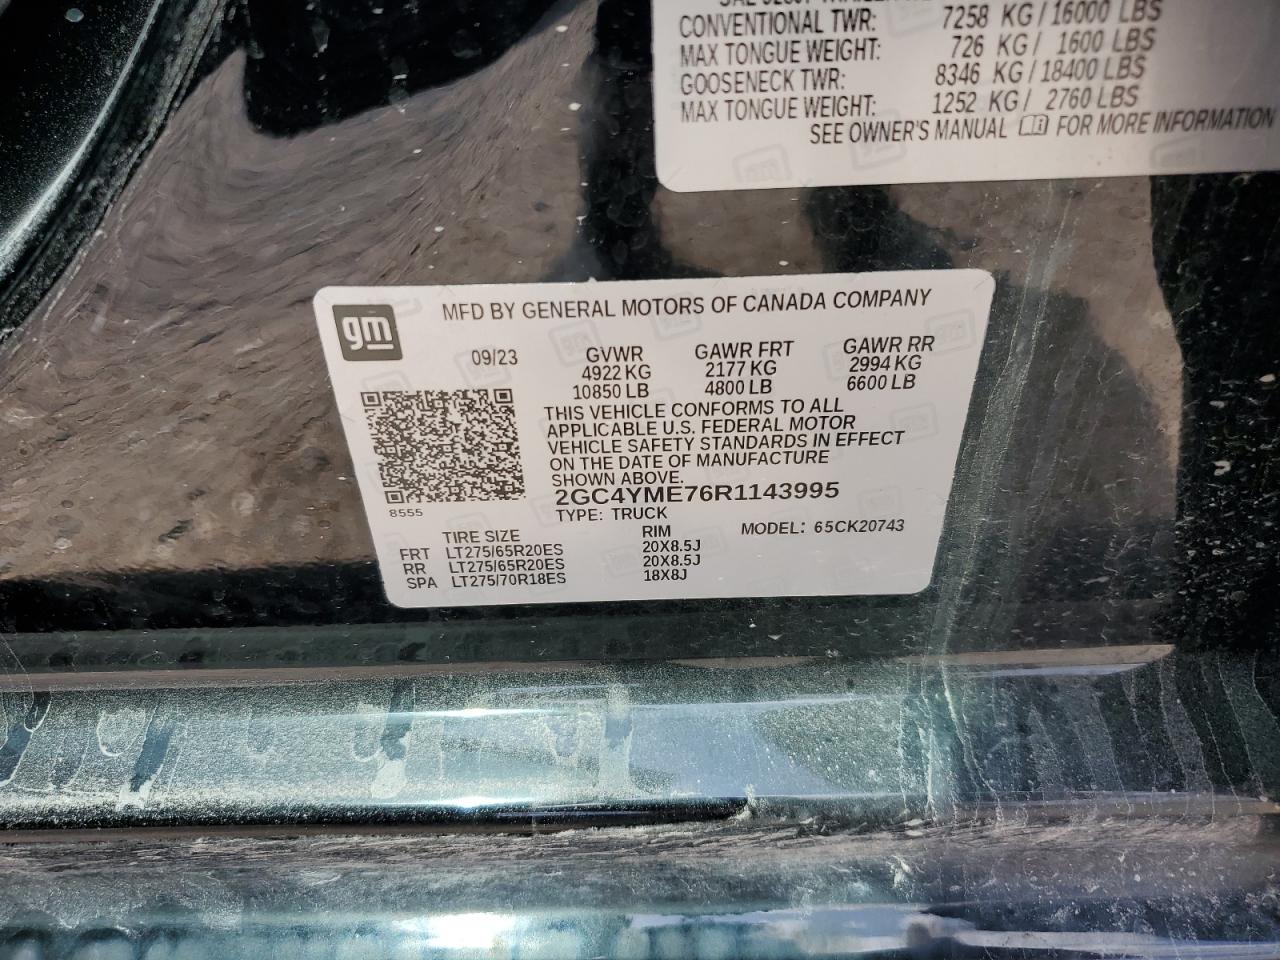 CONVENTIONAL TWR: 7258 KG/16000 LBS
MAX TONGUE WEIGHT: 726 KG/ 1600 LBS
GOOSENECK TWR: 8346 KG/18400 LBS
MAX TONGUE WEIGHT: 1252 KG/ 2760 LBS
SEE OWNER'S MANUAL FOR MORE INFORMATION
gm
MFD BY GENERAL MOTORS OF CANADA COMPANY
09/23 GVWR GAWR FRT GAWR RR
4922 KG 2177 KG 2994 KG
10850 LB 4800 LB 6600 LB
THIS VEHICLE CONFORMS TO ALL
APPLICABLE U.S. FEDERAL MOTOR
VEHICLE SAFETY STANDARDS IN EFFECT
ON THE DATE OF MANUFACTURE
SHOWN ABOVE.
2GC4YME76R1143995
8555
TYPE: TRUCK
TIRE SIZE RIM MODEL: 65CK20743
FRT LT275/65R20ES 20X8.5J
RR LT275/65R20ES 20X8.5J
SPA LT275/70R18ES 18X8J